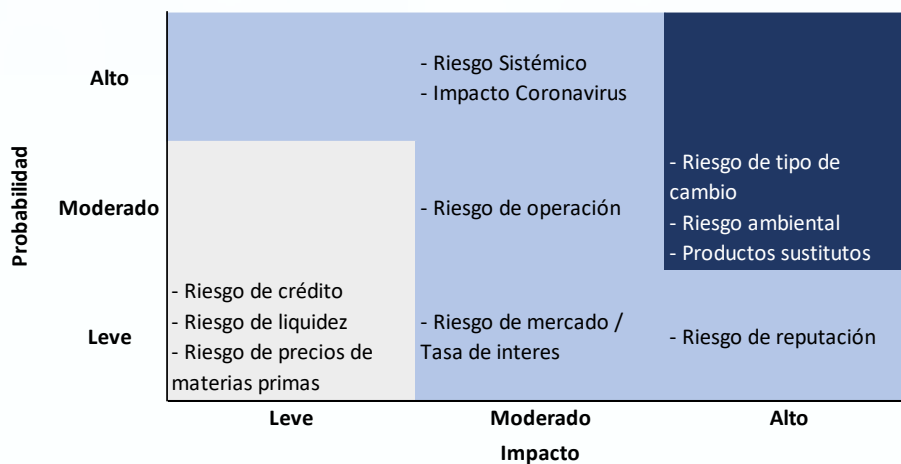 Probabilidad
Alto
- Riesgo Sistémico
- Impacto Coronavirus
Moderado
- Riesgo de operación
- Riesgo de tipo de
cambio
- Riesgo ambiental
- Productos sustitutos
Leve
- Riesgo de crédito
- Riesgo de liquidez
- Riesgo de precios de
materias primas
- Riesgo de mercado /
Tasa de interes
- Riesgo de reputación
Leve
Moderado
Alto
Impacto